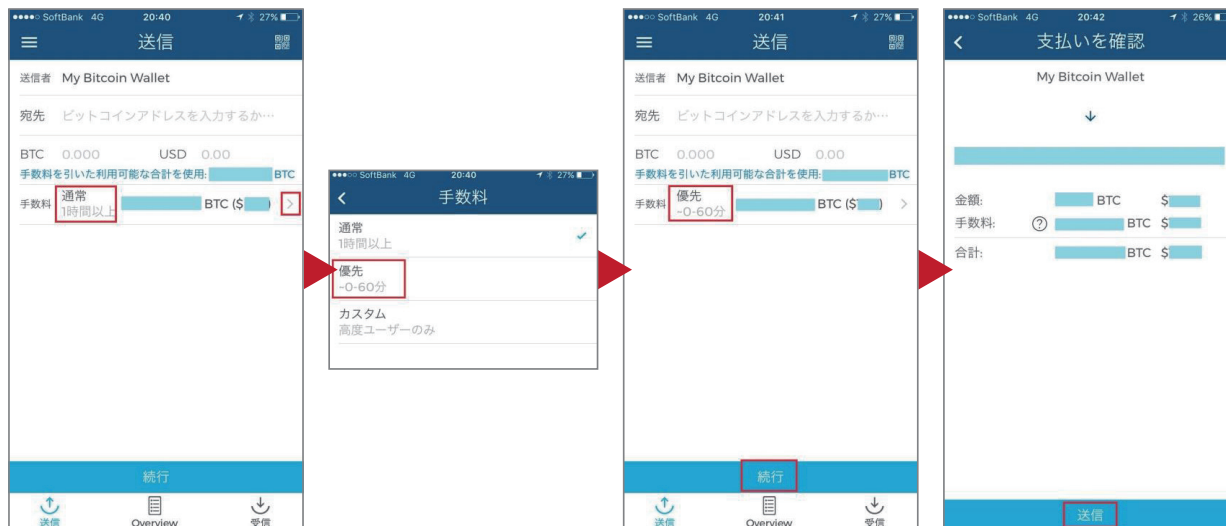 SoftBank 4G 20:40 27%
送信
送信者 My Bitcoin Wallet
宛先 ビットコインアドレスを入力するか…
BTC 0.000 USD 0.00
手数料を引いた利用可能な合計を使用: BTC
手数料 通常 BTC ($ ) >
1時間以上
続行
送信 Overview 受信
SoftBank 4G 20:40 27%
手数料
通常
1時間以上
優先
~0-60分
カスタム
高度ユーザーのみ
SoftBank 4G 20:41 27%
送信
送信者 My Bitcoin Wallet
宛先 ビットコインアドレスを入力するか…
BTC 0.000 USD 0.00
手数料を引いた利用可能な合計を使用: BTC
手数料 優先 BTC ($ ) >
~0-60分
続行
送信 Overview 受信
SoftBank 4G 20:42 26%
支払いを確認
My Bitcoin Wallet
金額: BTC $
手数料: ? BTC $
合計: BTC $
送信